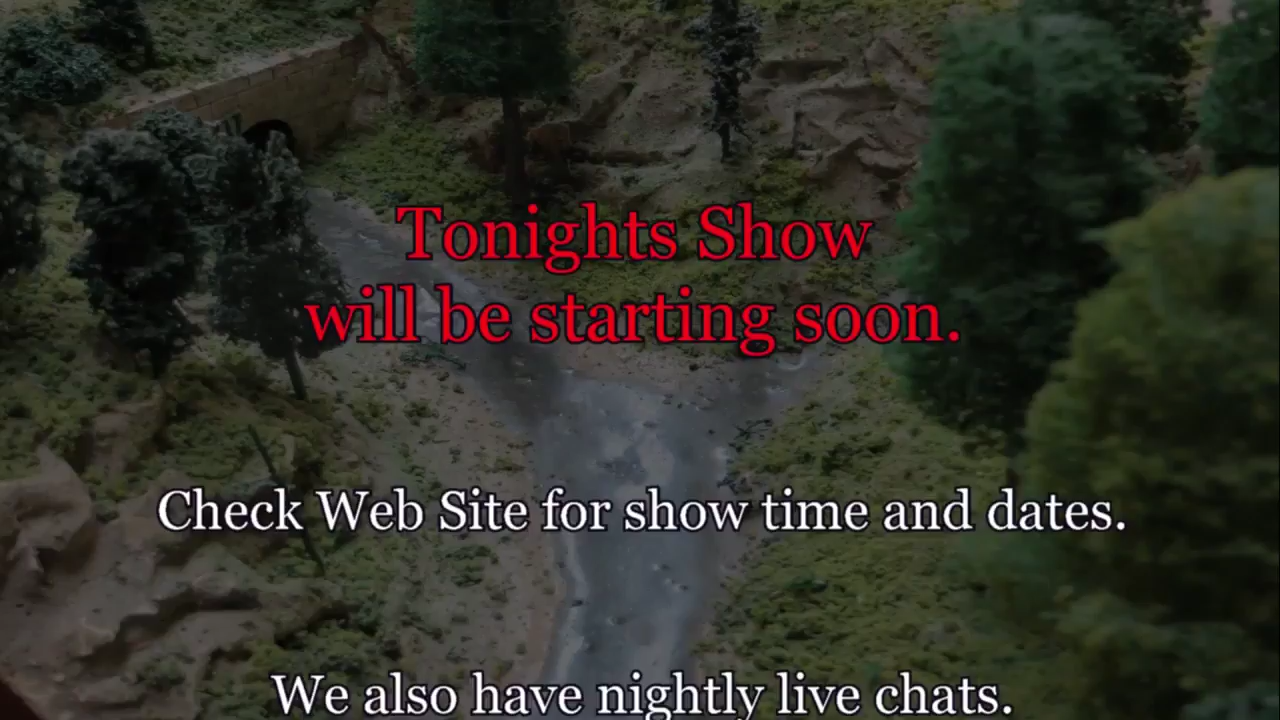 Tonights Show
will be starting soon.
Check Web Site for show time and dates.
We also have nightly live chats.